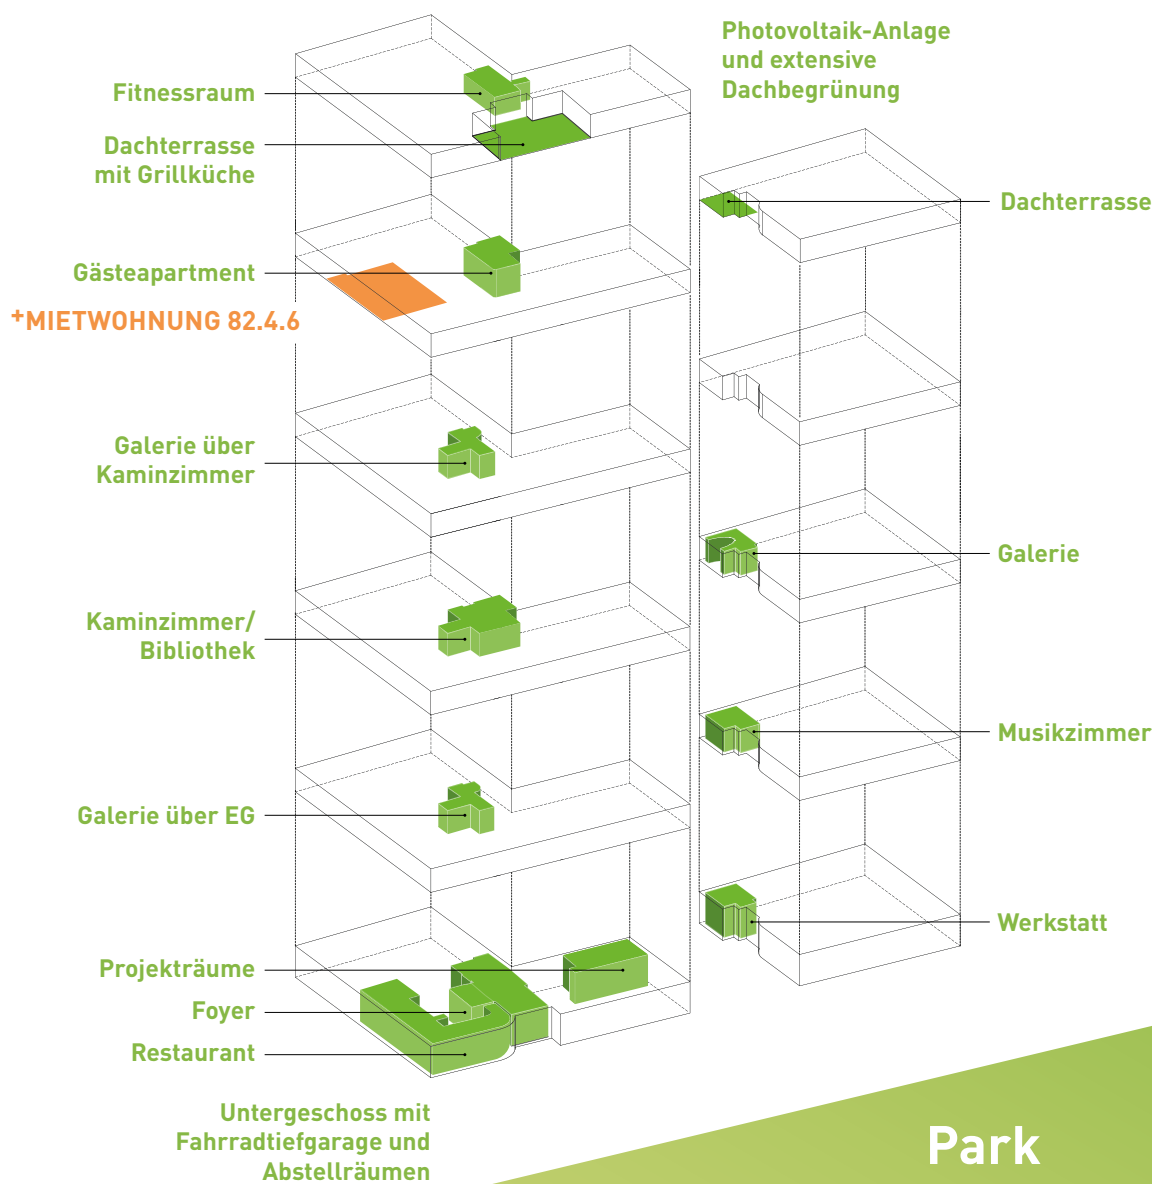 Photovoltaik-Anlage
und extensive
Dachbegrünung
Fitnessraum
Dachterrasse
mit Grillküche
Dachterrasse
Gästeapartment
+MIETWOHNUNG 82.4.6
Galerie über
Kaminzimmer
Galerie
Kaminzimmer/
Bibliothek
Musikzimmer
Galerie über EG
Werkstatt
Projekträume
Foyer
Restaurant
Untergeschoss mit
Fahrradtiefgarage und
Abstellräumen
Park